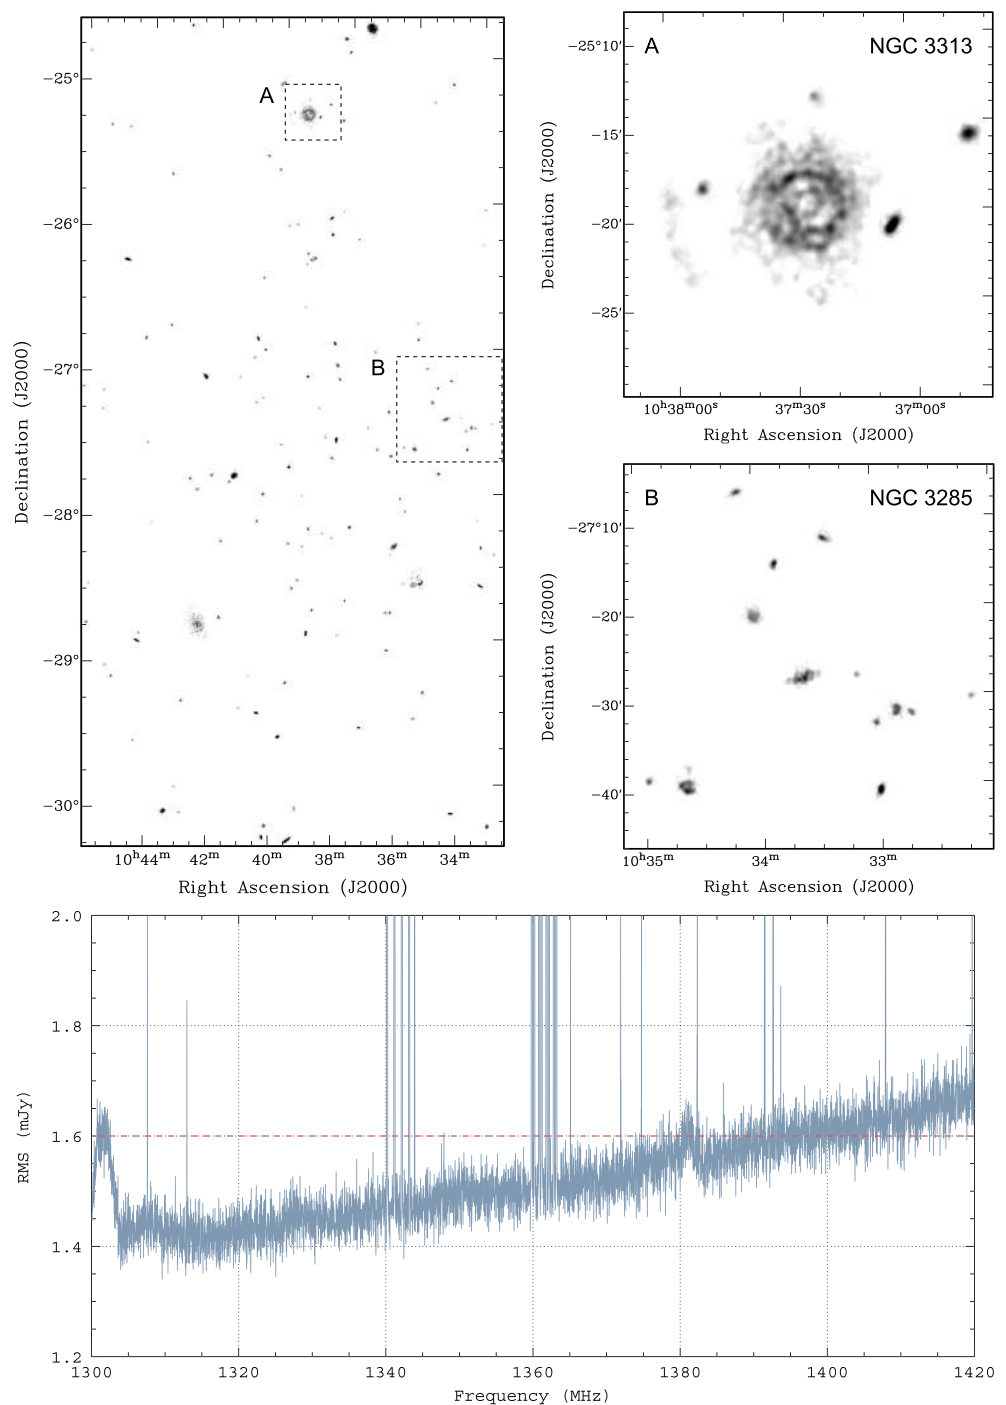 A
B
−25°
−26°
−27°
−28°
−29°
−30°
Declination (J2000)
10ʰ44ᵐ 42ᵐ 40ᵐ 38ᵐ 36ᵐ 34ᵐ
Right Ascension (J2000)
A NGC 3313
−25°10′
−15′
−20′
−25′
Declination (J2000)
10ʰ38ᵐ00ˢ 37ᵐ30ˢ 37ᵐ00ˢ
Right Ascension (J2000)
B NGC 3285
−27°10′
−20′
−30′
−40′
Declination (J2000)
10ʰ35ᵐ 34ᵐ 33ᵐ
Right Ascension (J2000)
2.0
1.8
1.6
1.4
1.2
RMS (mJy)
1300 1320 1340 1360 1380 1400 1420
Frequency (MHz)